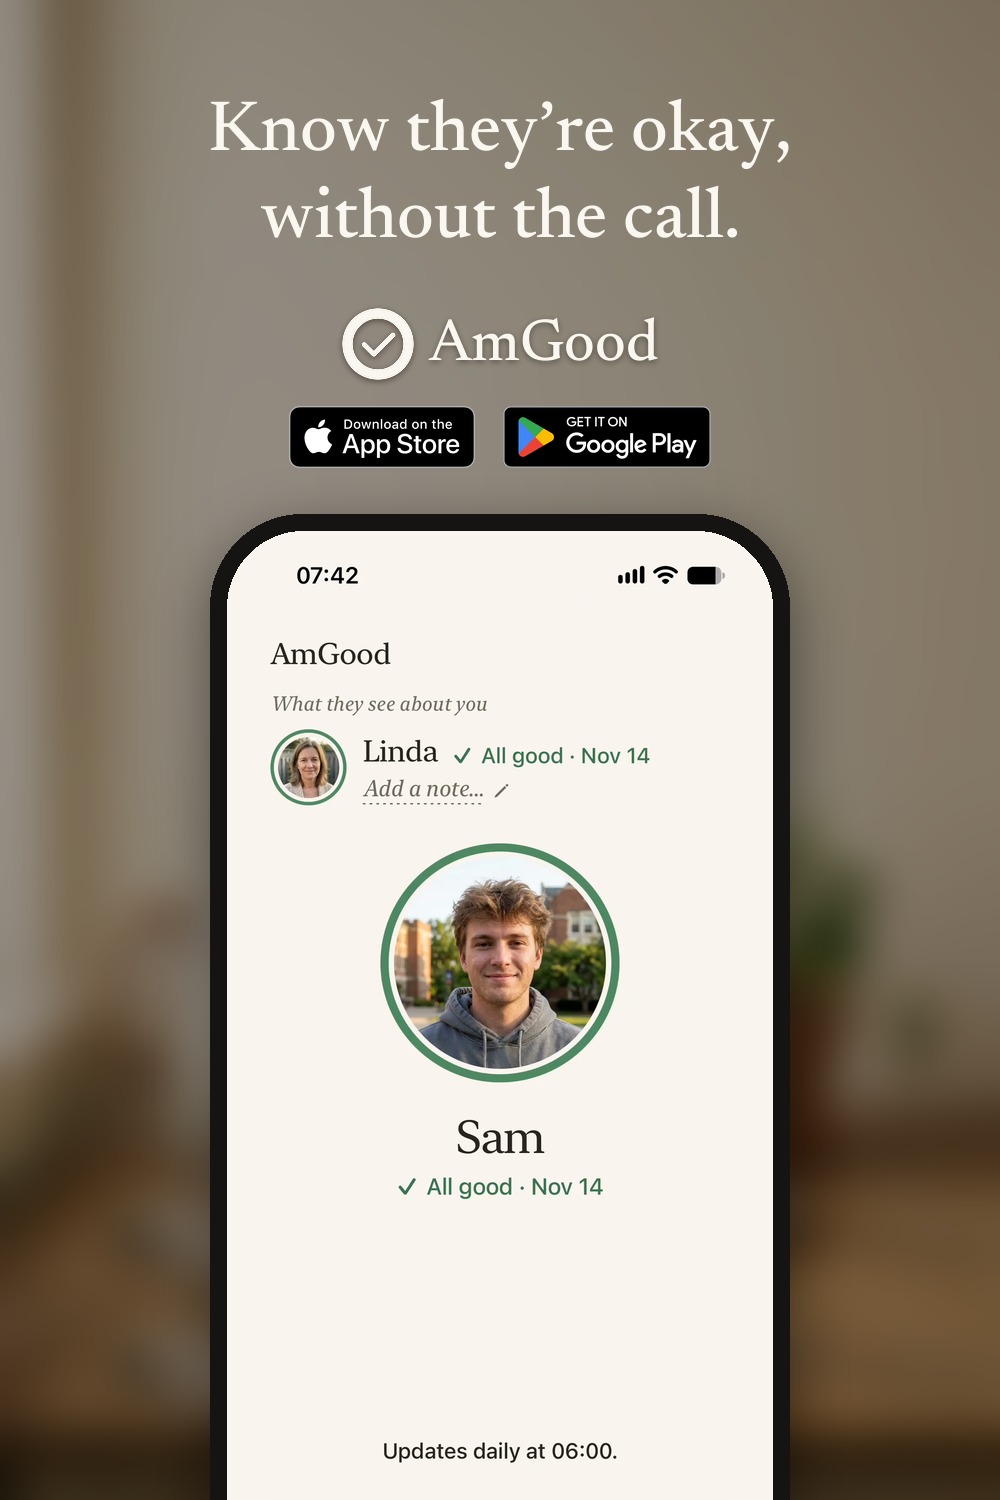 Know they’re okay,
without the call.
AmGood
Download on the
App Store
GET IT ON
Google Play
07:42
AmGood
What they see about you
Linda ✓ All good · Nov 14
Add a note...
Sam
✓ All good · Nov 14
Updates daily at 06:00.